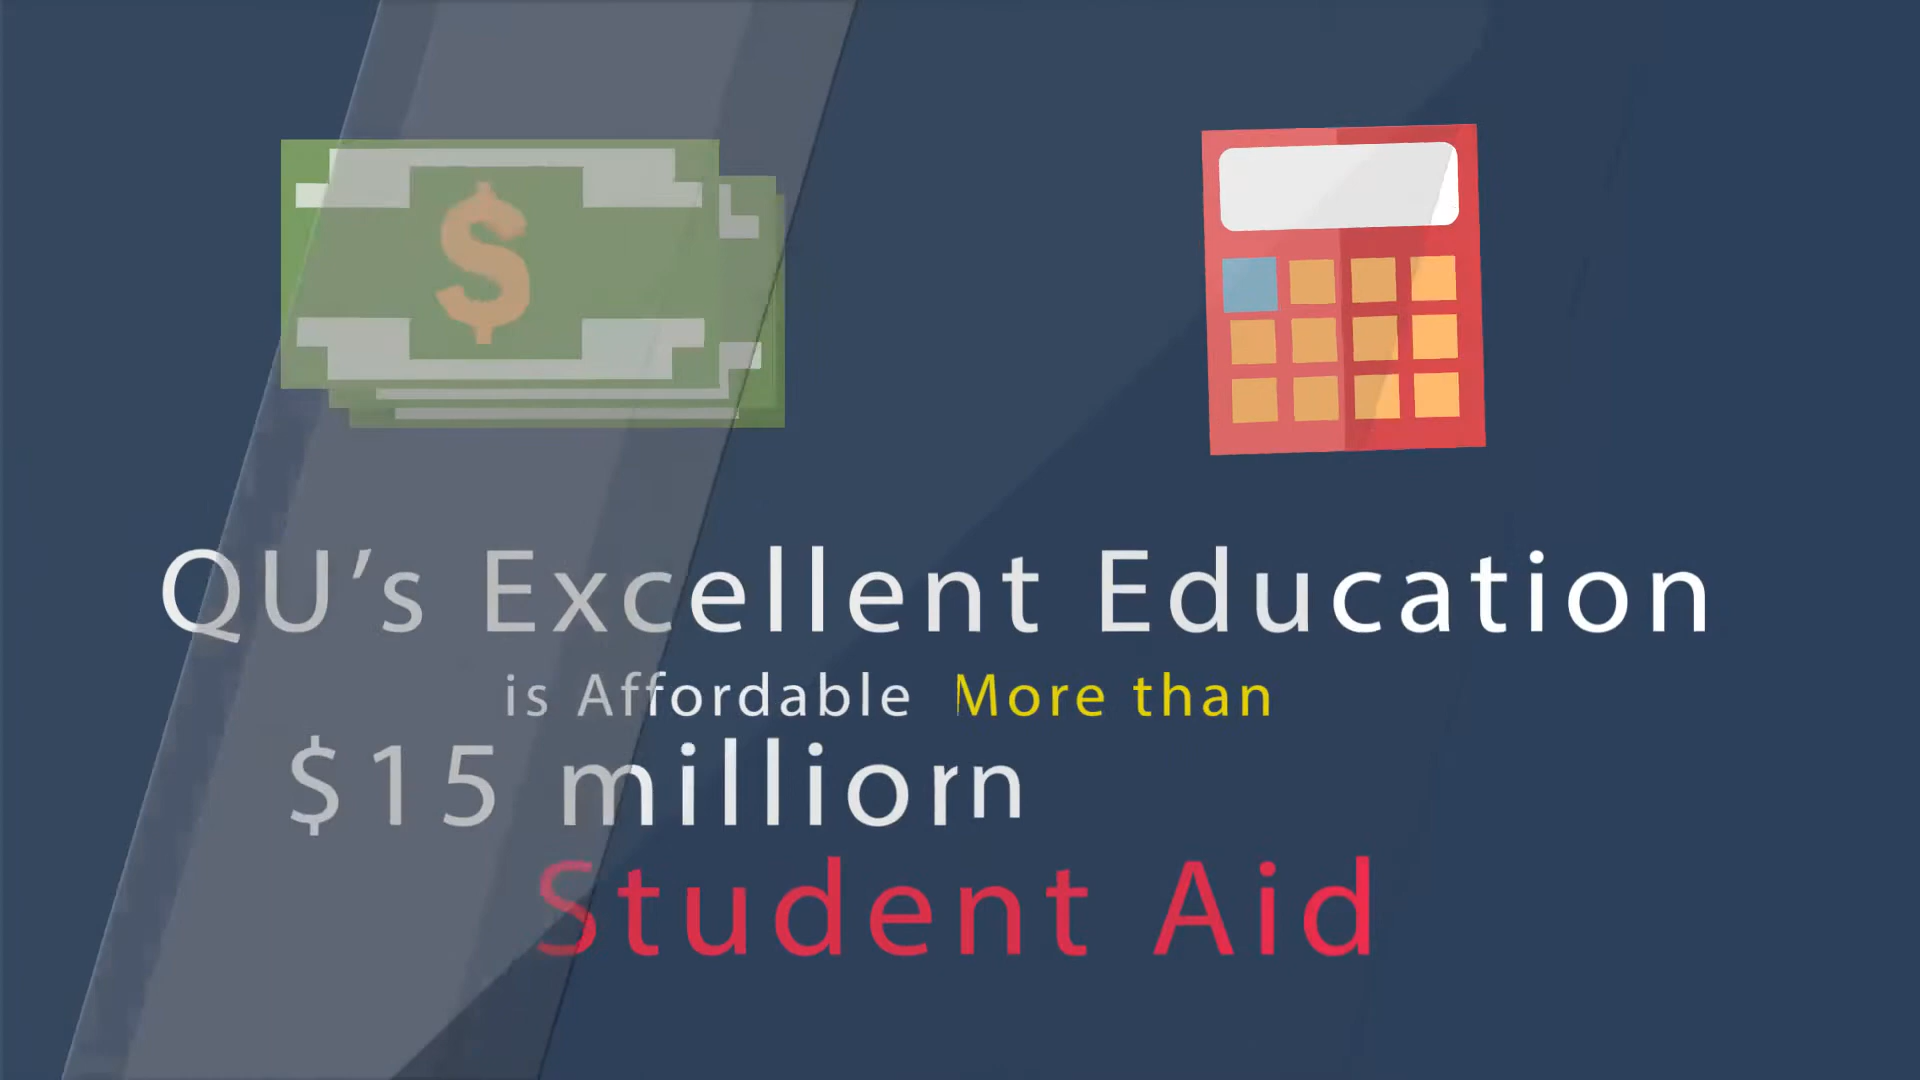 $
QU's Excellent Education
is Affordable More than
$15 milliorn
Student Aid